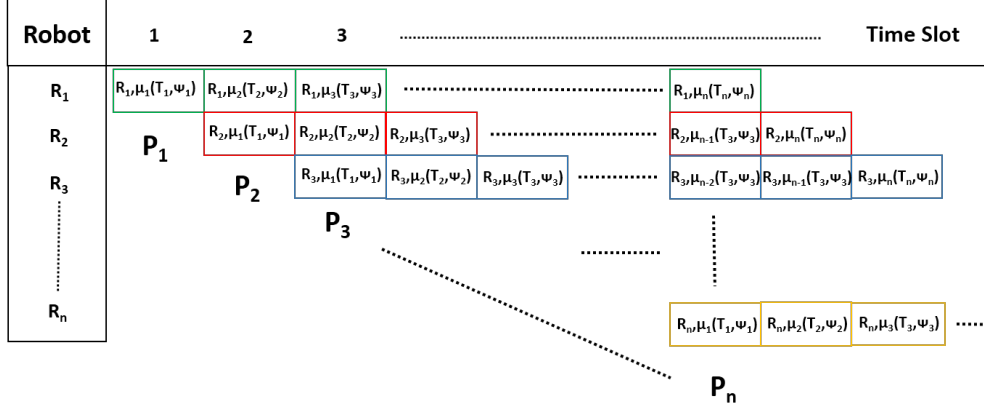 Robot 1 2 3 Time Slot
R₁ R₁,μ₁(T₁,Ψ₁) R₁,μ₂(T₂,Ψ₂) R₁,μ₃(T₃,Ψ₃) R₁,μₙ(Tₙ,Ψₙ)
R₂ R₂,μ₁(T₁,Ψ₁) R₂,μ₂(T₂,Ψ₂) R₂,μ₃(T₃,Ψ₃) R₂,μₙ₋₁(T₃,Ψ₃) R₂,μₙ(Tₙ,Ψₙ)
P₁
R₃ R₃,μ₁(T₁,Ψ₁) R₃,μ₂(T₂,Ψ₂) R₃,μ₃(T₃,Ψ₃) R₃,μₙ₋₂(T₃,Ψ₃) R₃,μₙ₋₁(T₃,Ψ₃) R₃,μₙ(Tₙ,Ψₙ)
P₂
P₃
Rₙ Rₙ,μ₁(T₁,Ψ₁) Rₙ,μ₂(T₂,Ψ₂) Rₙ,μ₃(T₃,Ψ₃)
Pₙ